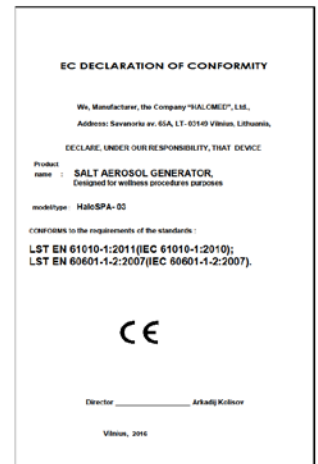 EC DECLARATION OF CONFORMITY
We, Manufacturer, the Company "HALOMED", Ltd.,
Address: Savanoriu av. 65A, LT- 03149 Vilnius, Lithuania,
DECLARE, UNDER OUR RESPONSIBILITY, THAT DEVICE
Product
name : SALT AEROSOL GENERATOR,
Designed for wellness procedures purposes
model/type: HaloSPA- 03
CONFORMS to the requirements of the standards :
LST EN 61010-1:2011(IEC 61010-1:2010);
LST EN 60601-1-2:2007(IEC 60601-1-2:2007).
CE
Director ____________________ Arkadij Kolisov
Vilnius, 2016